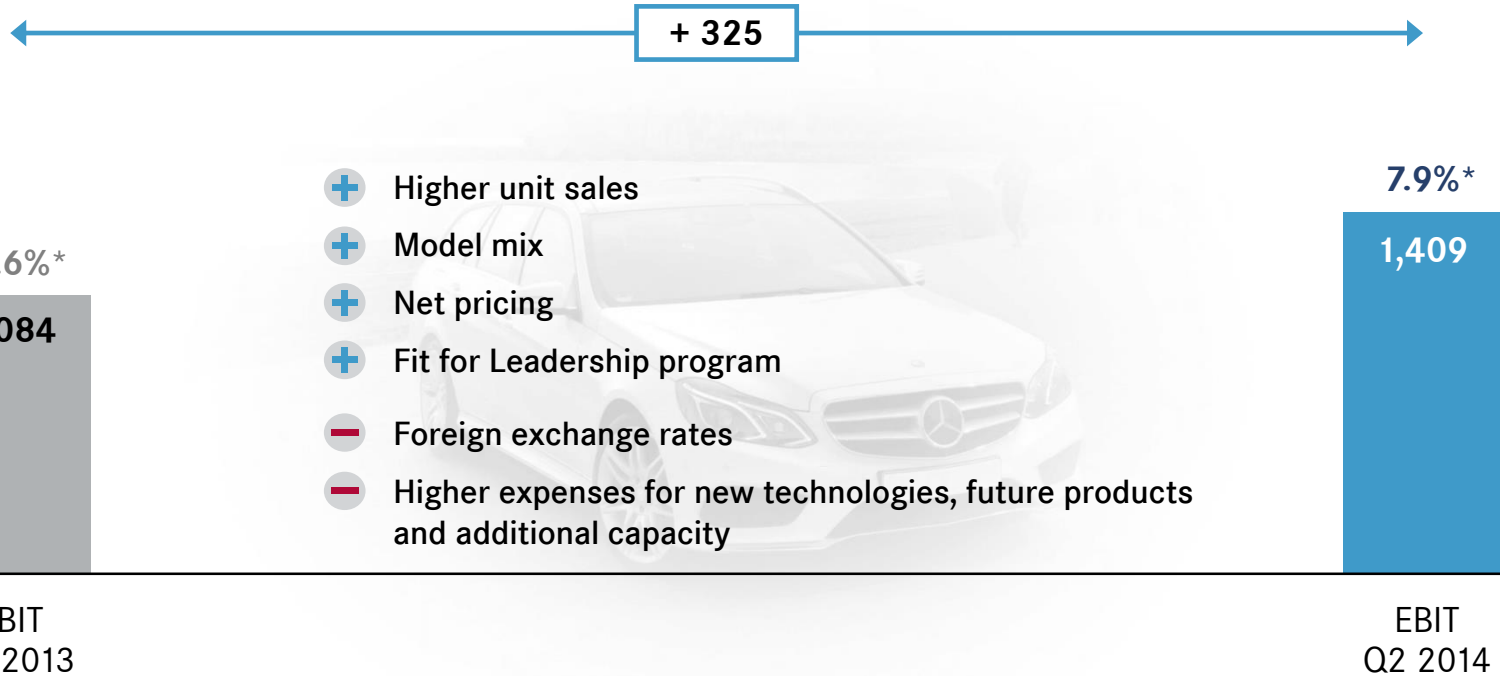 + 325
Higher unit sales
7.9%*
Model mix
.6%*
1,409
Net pricing
084
Fit for Leadership program
Foreign exchange rates
Higher expenses for new technologies, future products
and additional capacity
BIT
2013
EBIT
Q2 2014